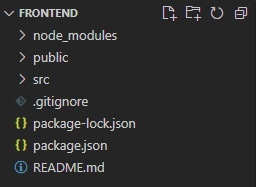 FRONTEND
node_modules
public
src
.gitignore
{} package-lock.json
{} package.json
README.md